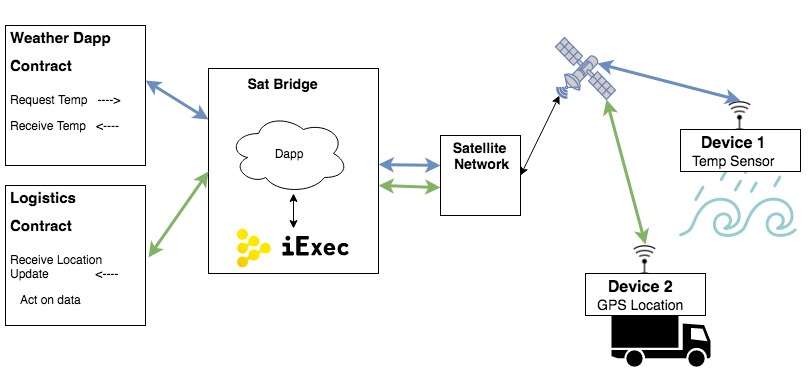 Weather Dapp
Contract
Request Temp ---->
Receive Temp <----
Logistics
Contract
Receive Location
Update <----
Act on data
Sat Bridge
Dapp
iExec
Satellite
Network
Device 1
Temp Sensor
Device 2
GPS Location